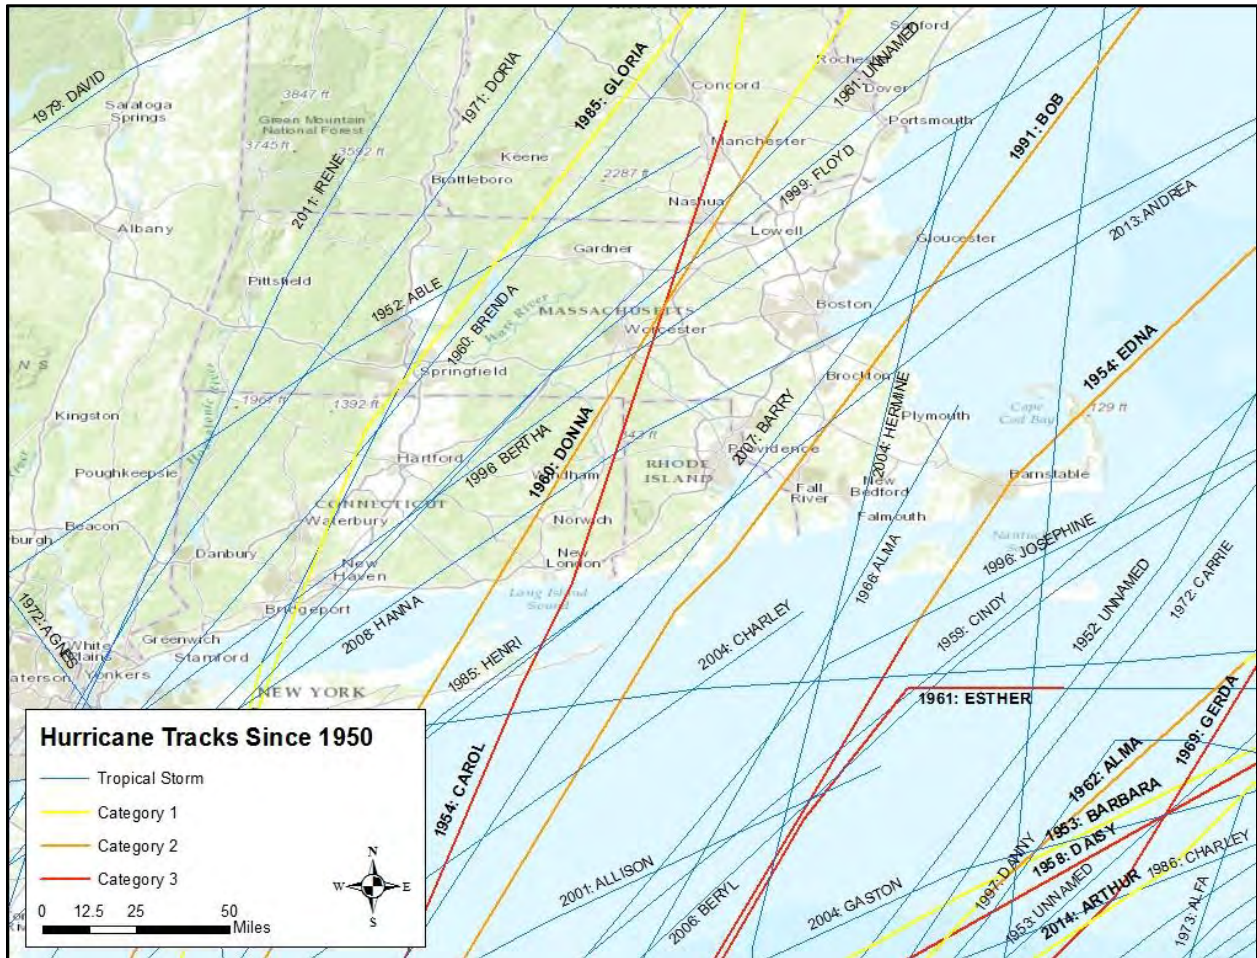 Sanford
1979: DAVID
Saratoga
Springs
3847 ft
Green Mountain
National Forest
3745 ft
3592 ft
1971: DORIA
1985: GLORIA
Concord
1961: UNNAMED
Dover
Portsmouth
1991: BOB
Manchester
Keene
Brattleboro
2287 ft
1999: FLOYD
2011: IRENE
Nashua
2013: ANDREA
Albany
Lowell
Gloucester
Gardner
Pittsfield
1952: ABLE
1960: BRENDA
MASSACHUSETTS
Boston
Worcester
Springfield
1954: EDNA
Brockton
1392 ft
Kingston
Cape
Cod Bay
129 ft
Plymouth
1960: DONNA
2007: BARRY
2004: HERMINE
Providence
1996: BERTHA
Hartford
Poughkeepsie
RHODE
ISLAND
Barnstable
Fall
River
New
Bedford
CONNECTICUT
Waterbury
Norwich
Falmouth
Beacon
Danbury
New
London
New
Haven
1996: JOSEPHINE
1966: ALMA
Long Island
Sound
Bridgeport
1972: AGNES
White
Plains
Greenwich
Stamford
Yonkers
2008: HANNA
1985: HENRI
2004: CHARLEY
1959: CINDY
1952: UNNAMED
1972: CARRIE
NEW YORK
1961: ESTHER
1969: GERDA
1962: ALMA
1953: BARBARA
1958: DAISY
1986: CHARLEY
1954: CAROL
2001: ALLISON
2006: BERYL
2004: GASTON
1997: DANNY
1953: UNNAMED
2014: ARTHUR
1973: ALFA
Hurricane Tracks Since 1950
Tropical Storm
Category 1
Category 2
Category 3
N
W E
S
0 12.5 25 50
Miles